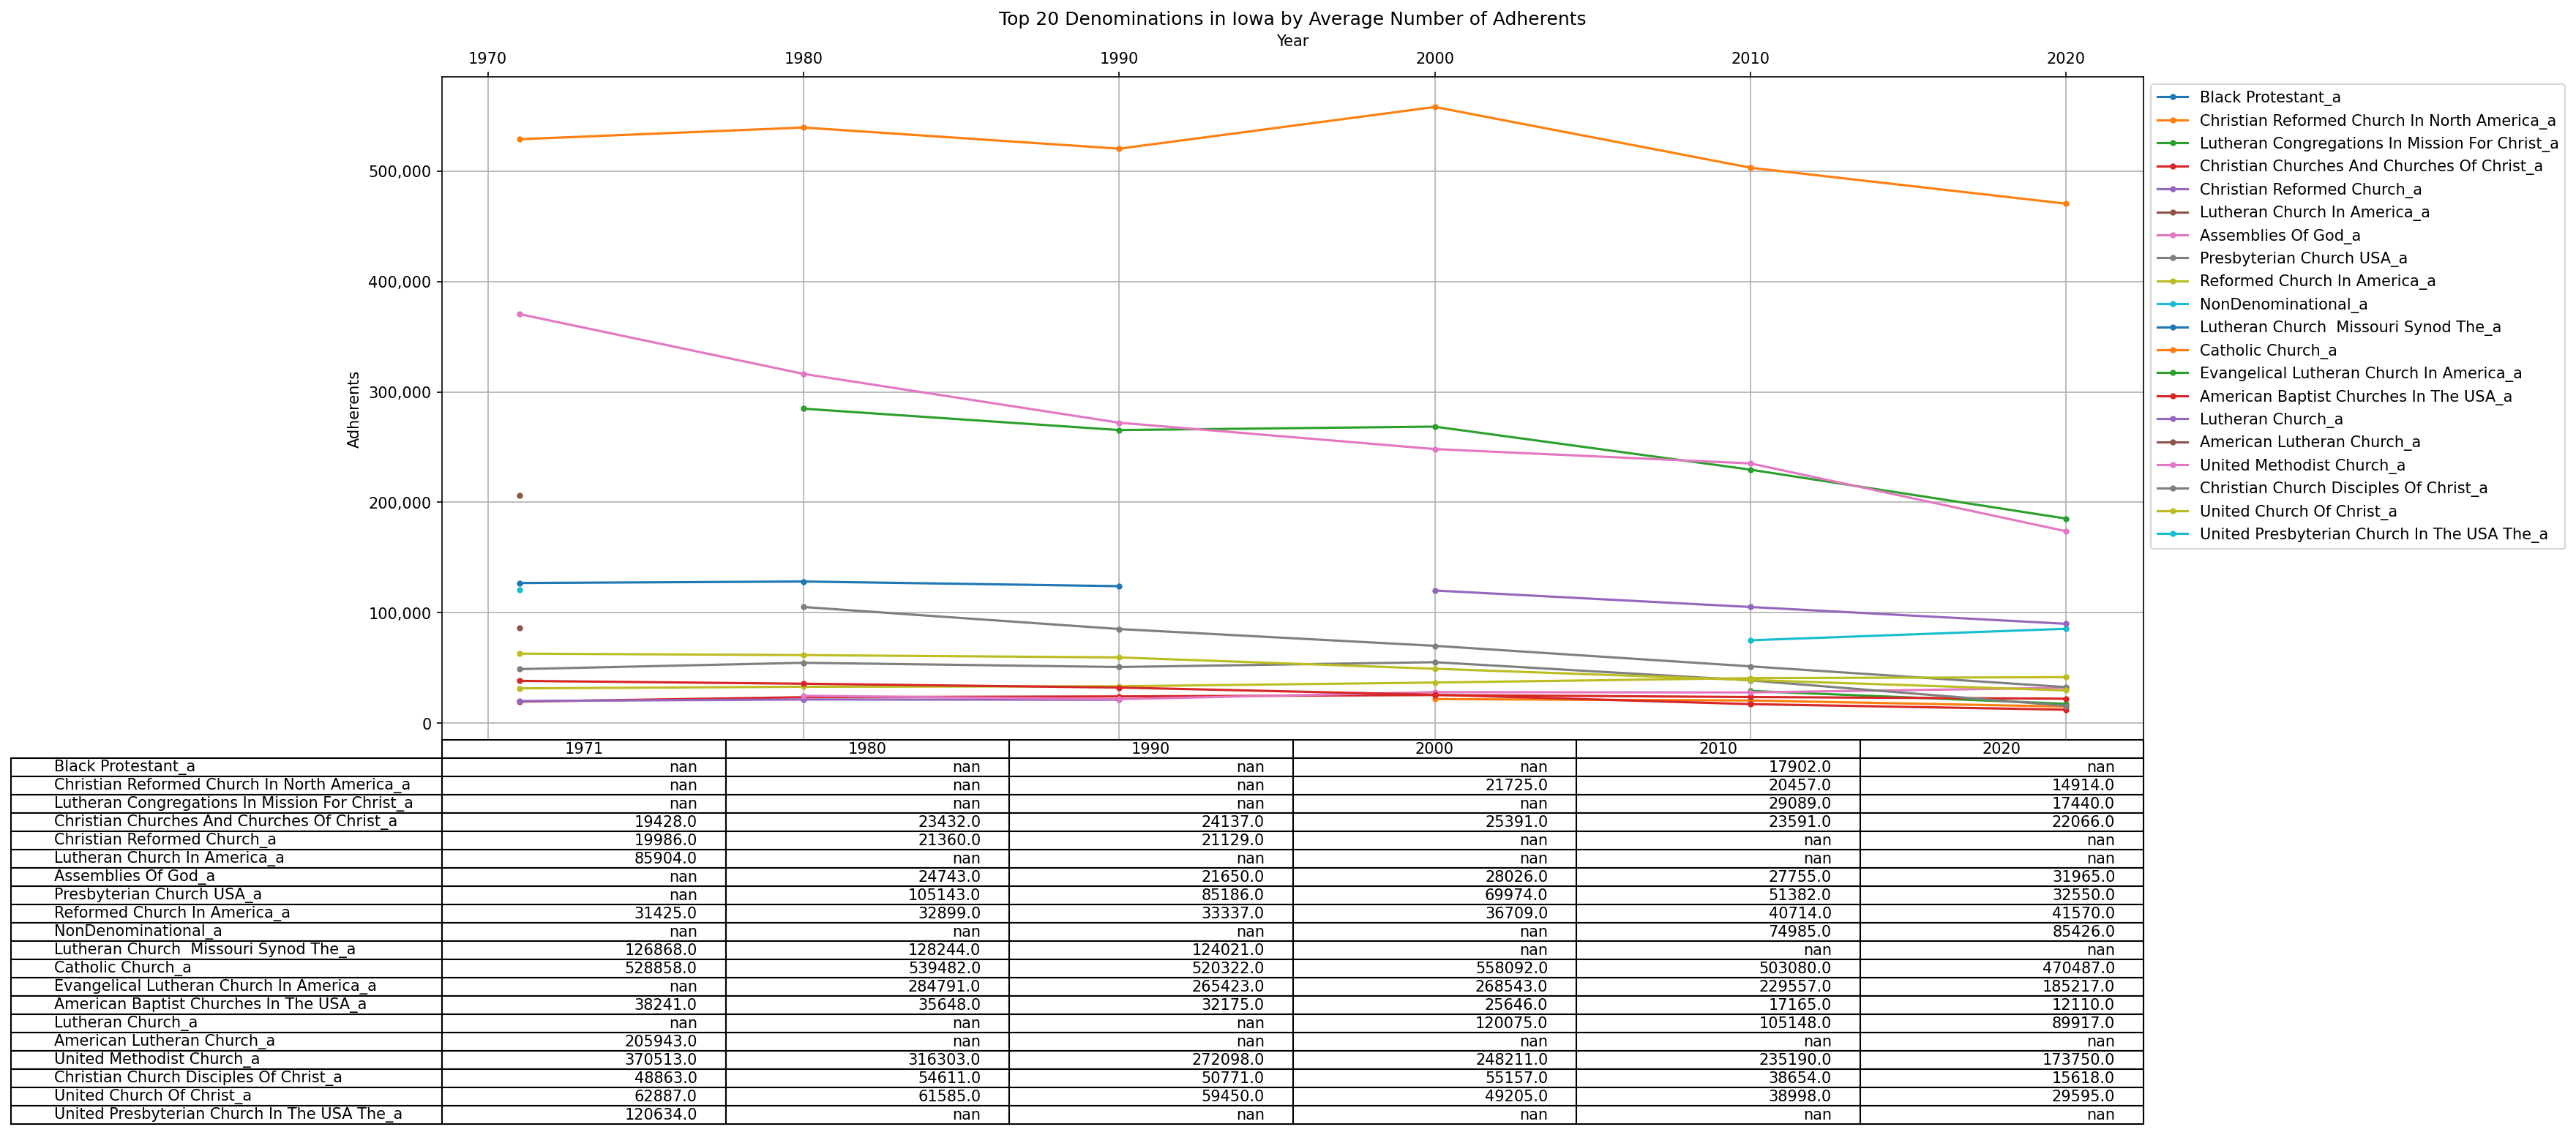 Top 20 Denominations in Iowa by Average Number of Adherents
Year
1970 1980 1990 2000 2010 2020
500,000
400,000
300,000
200,000
100,000
0
Adherents
Black Protestant_a
Christian Reformed Church In North America_a
Lutheran Congregations In Mission For Christ_a
Christian Churches And Churches Of Christ_a
Christian Reformed Church_a
Lutheran Church In America_a
Assemblies Of God_a
Presbyterian Church USA_a
Reformed Church In America_a
NonDenominational_a
Lutheran Church  Missouri Synod The_a
Catholic Church_a
Evangelical Lutheran Church In America_a
American Baptist Churches In The USA_a
Lutheran Church_a
American Lutheran Church_a
United Methodist Church_a
Christian Church Disciples Of Christ_a
United Church Of Christ_a
United Presbyterian Church In The USA The_a
1971 1980 1990 2000 2010 2020
Black Protestant_a nan nan nan nan 17902.0 nan
Christian Reformed Church In North America_a nan nan nan 21725.0 20457.0 14914.0
Lutheran Congregations In Mission For Christ_a nan nan nan nan 29089.0 17440.0
Christian Churches And Churches Of Christ_a 19428.0 23432.0 24137.0 25391.0 23591.0 22066.0
Christian Reformed Church_a 19986.0 21360.0 21129.0 nan nan nan
Lutheran Church In America_a 85904.0 nan nan nan nan nan
Assemblies Of God_a nan 24743.0 21650.0 28026.0 27755.0 31965.0
Presbyterian Church USA_a nan 105143.0 85186.0 69974.0 51382.0 32550.0
Reformed Church In America_a 31425.0 32899.0 33337.0 36709.0 40714.0 41570.0
NonDenominational_a nan nan nan nan 74985.0 85426.0
Lutheran Church  Missouri Synod The_a 126868.0 128244.0 124021.0 nan nan nan
Catholic Church_a 528858.0 539482.0 520322.0 558092.0 503080.0 470487.0
Evangelical Lutheran Church In America_a nan 284791.0 265423.0 268543.0 229557.0 185217.0
American Baptist Churches In The USA_a 38241.0 35648.0 32175.0 25646.0 17165.0 12110.0
Lutheran Church_a nan nan nan 120075.0 105148.0 89917.0
American Lutheran Church_a 205943.0 nan nan nan nan nan
United Methodist Church_a 370513.0 316303.0 272098.0 248211.0 235190.0 173750.0
Christian Church Disciples Of Christ_a 48863.0 54611.0 50771.0 55157.0 38654.0 15618.0
United Church Of Christ_a 62887.0 61585.0 59450.0 49205.0 38998.0 29595.0
United Presbyterian Church In The USA The_a 120634.0 nan nan nan nan nan